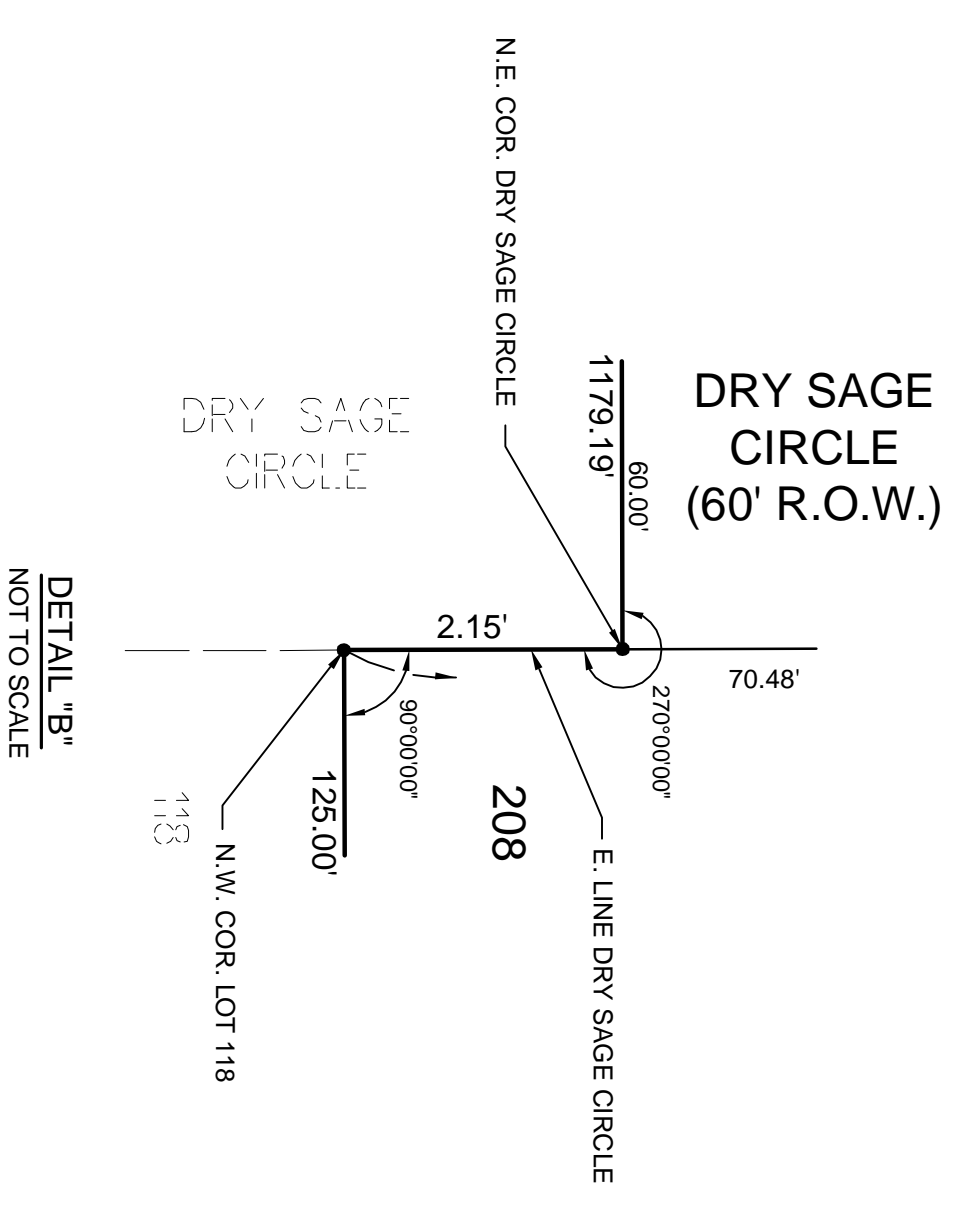 DRY SAGE
CIRCLE
(60' R.O.W.)
N.E. COR. DRY SAGE CIRCLE
1179.19'
60.00'
70.48'
270°00'00"
2.15'
90°00'00"
125.00'
208
E. LINE DRY SAGE CIRCLE
N.W. COR. LOT 118
DRY SAGE
CIRCLE
118
DETAIL "B"
NOT TO SCALE